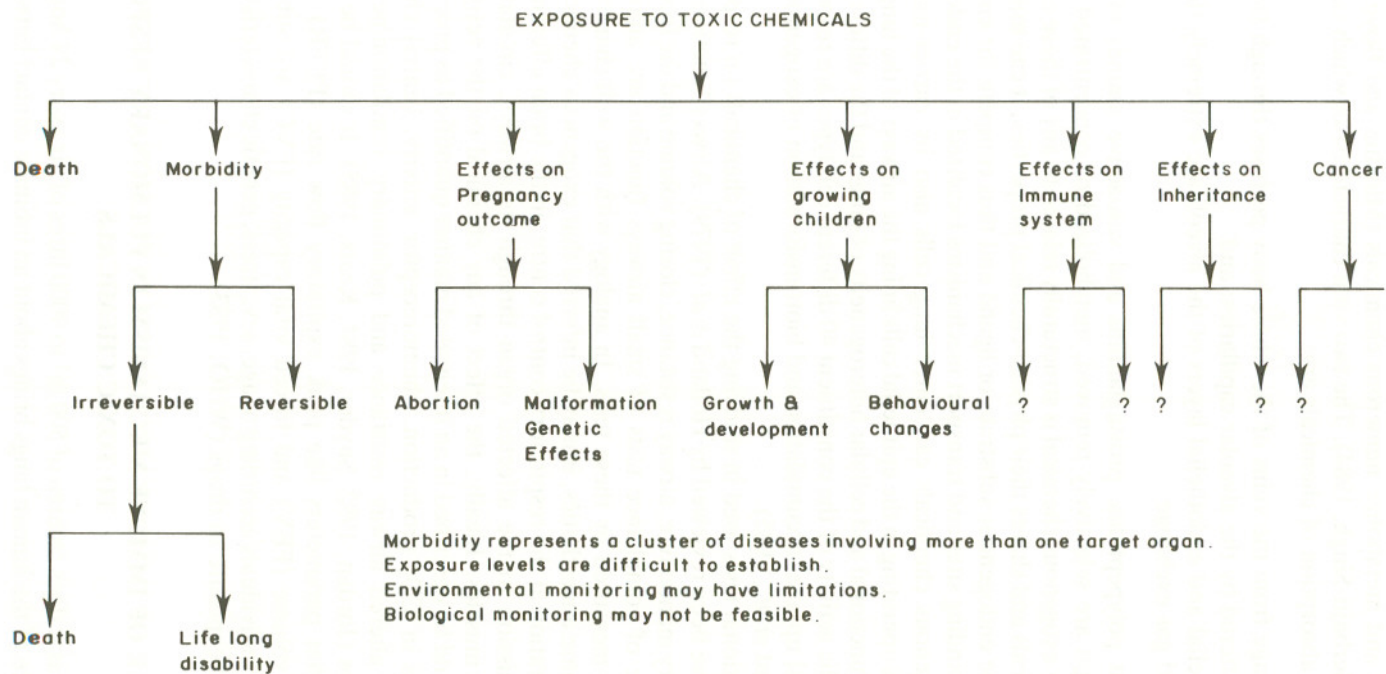 EXPOSURE TO TOXIC CHEMICALS
Death
Morbidity
Effects on
Pregnancy
outcome
Effects on
growing
children
Effects on
Immune
system
Effects on
Inheritance
Cancer
Irreversible
Reversible
Abortion
Malformation
Genetic
Effects
Growth &
development
Behavioural
changes
?
?
?
?
?
Morbidity represents a cluster of diseases involving more than one target organ.
Exposure levels are difficult to establish.
Environmental monitoring may have limitations.
Biological monitoring may not be feasible.
Death
Life long
disability